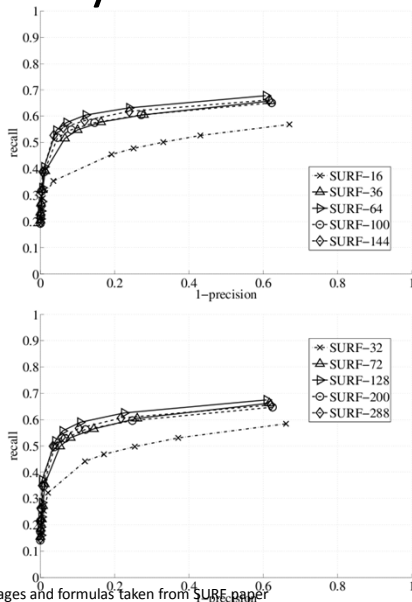 1
0.9
0.8
0.7
0.6
0.5
0.4
0.3
0.2
0.1
0
recall
0 0.2 0.4 0.6 0.8 1
1−precision
SURF−16
SURF−36
SURF−64
SURF−100
SURF−144
1
0.9
0.8
0.7
0.6
0.5
0.4
0.3
0.2
0.1
0
recall
SURF−32
SURF−72
SURF−128
SURF−200
SURF−288
0 0.2 0.4 0.6 0.8 1
1−precision
ages and formulas taken from SURF paper